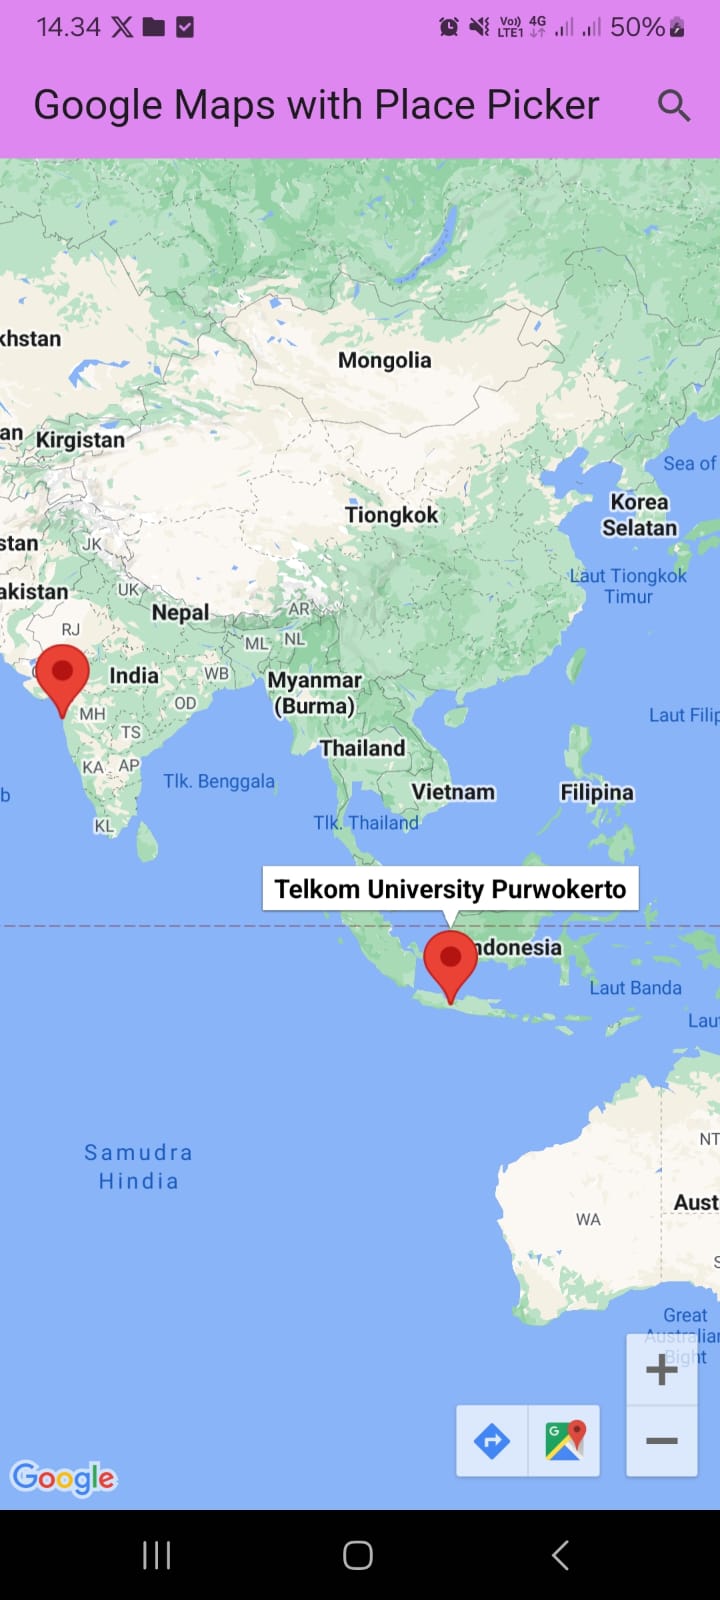 14.34
Vo))
LTE1
4G
50%
Google Maps with Place Picker
khstan
Mongolia
an
Kirgistan
Sea of
Tiongkok
Korea
Selatan
stan
JK
Laut Tiongkok
Timur
akistan
UK
Nepal
AR
RJ
ML
NL
India
WB
Myanmar
(Burma)
OD
MH
Laut Filip
TS
Thailand
KA
AP
Tlk. Benggala
Vietnam
Filipina
b
KL
Tlk. Thailand
Telkom University Purwokerto
ndonesia
Laut Banda
Lau
NT
Samudra
Hindia
Aust
WA
S
Great
Australian
Bight
+
−
G
Google